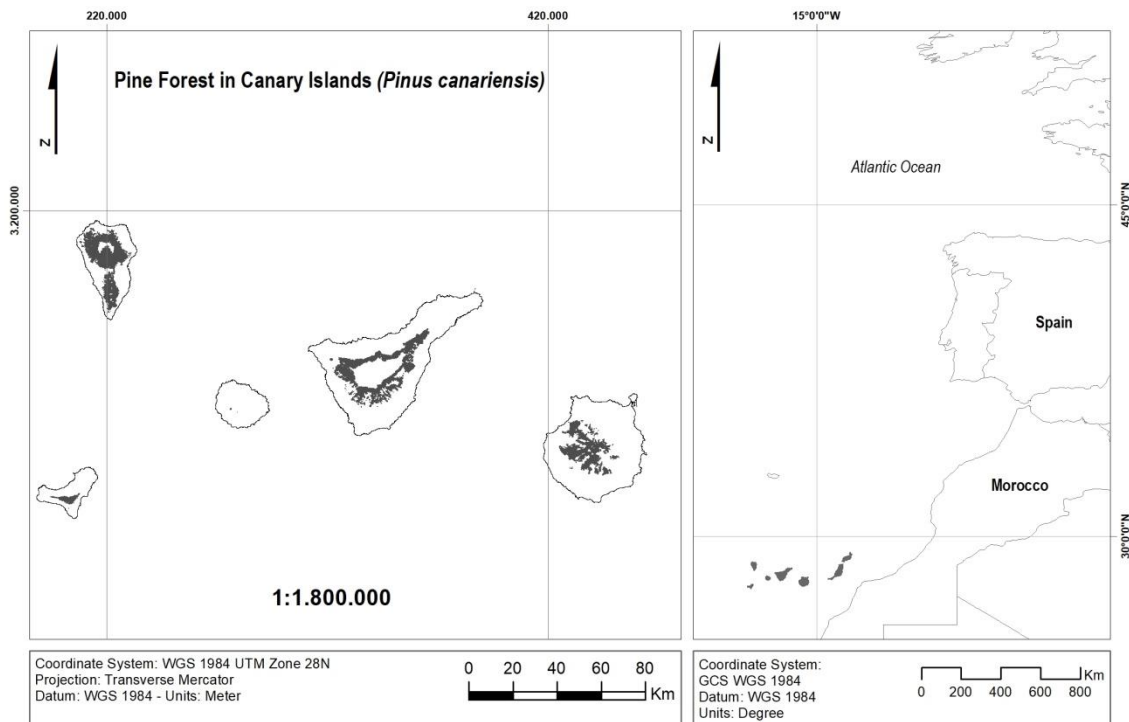 220.000
420.000
15°0'0"W
Z
Pine Forest in Canary Islands (Pinus canariensis)
3.200.000
1:1.800.000
Z
Atlantic Ocean
45°0'0"N
Spain
Morocco
30°0'0"N
Coordinate System: WGS 1984 UTM Zone 28N
Projection: Transverse Mercator
Datum: WGS 1984 - Units: Meter
0 20 40 60 80
Km
Coordinate System:
GCS WGS 1984
Datum: WGS 1984
Units: Degree
Km
0 200 400 600 800